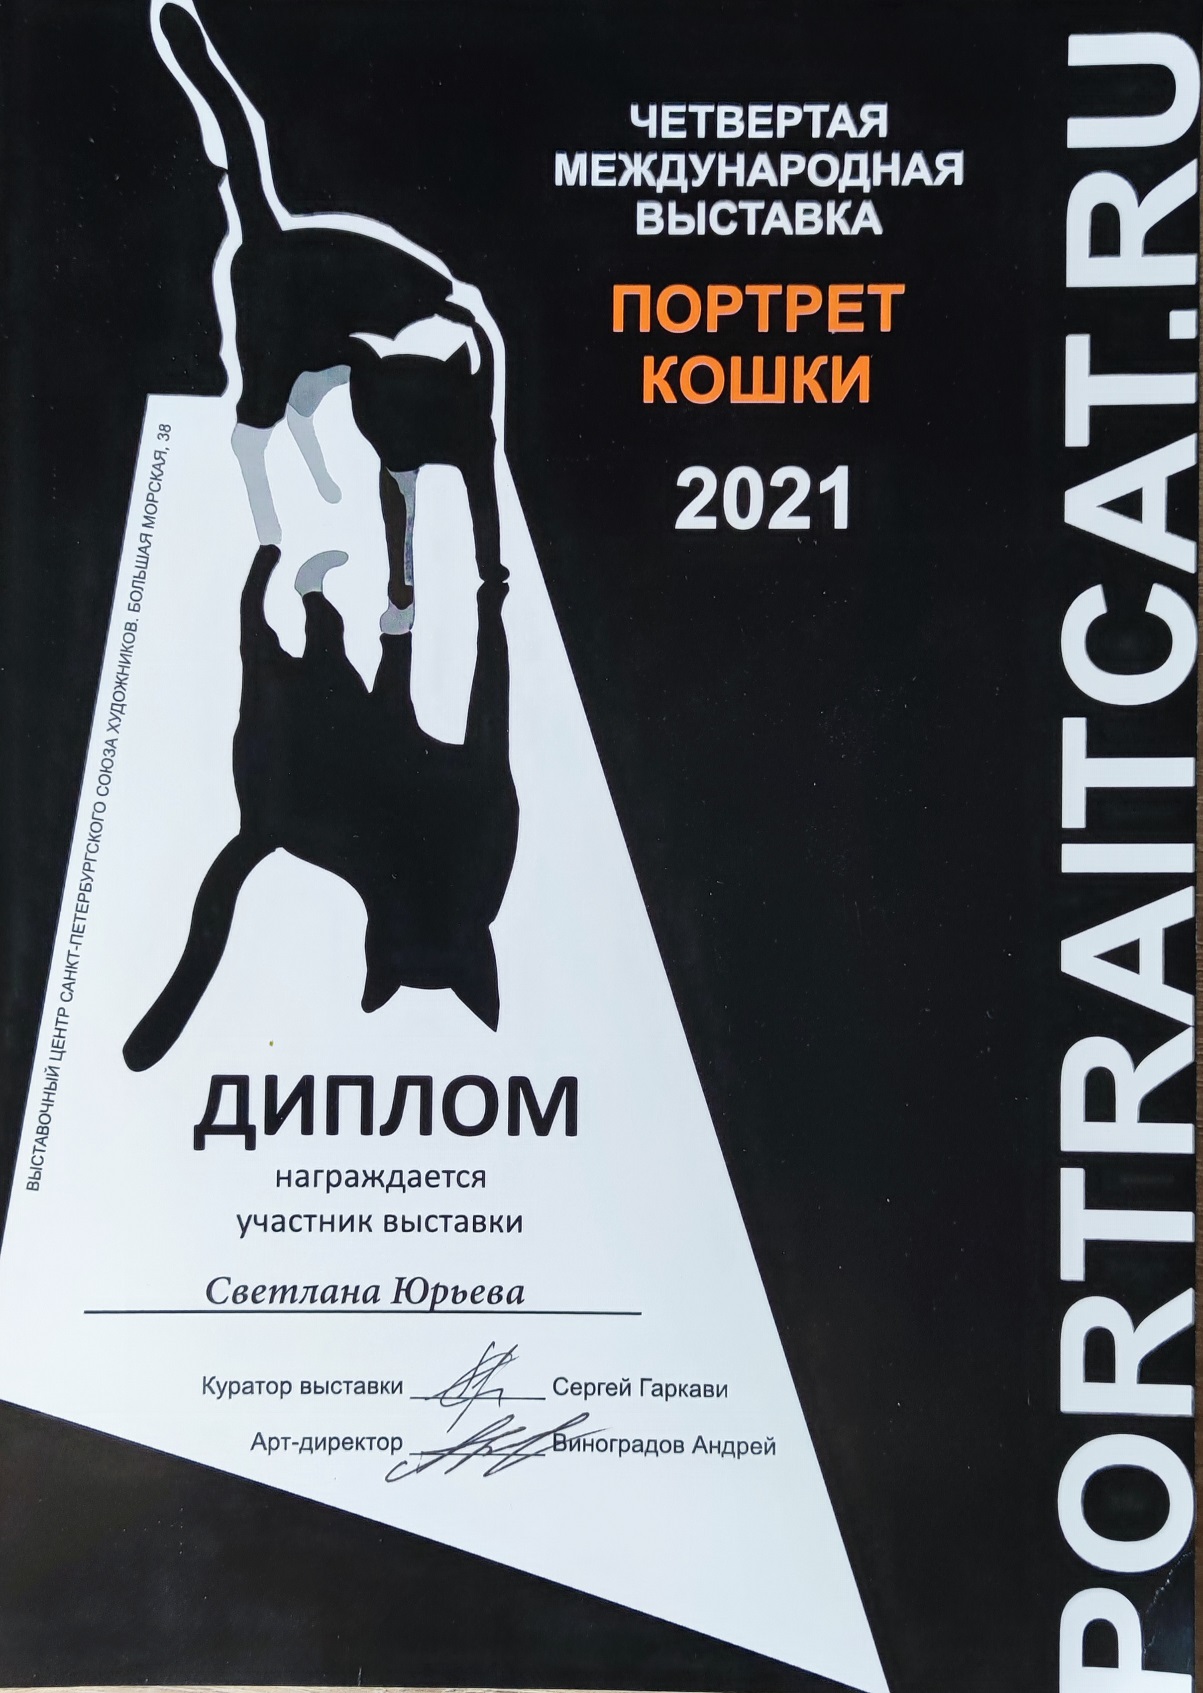 ЧЕТВЕРТАЯ
МЕЖДУНАРОДНАЯ
ВЫСТАВКА
ПОРТРЕТ
КОШКИ
2021
PORTRAITCAT.RU
ВЫСТАВОЧНЫЙ ЦЕНТР САНКТ-ПЕТЕРБУРГСКОГО СОЮЗА ХУДОЖНИКОВ. БОЛЬШАЯ МОРСКАЯ, 38
ДИПЛОМ
награждается
участник выставки
Светлана Юрьева
Куратор выставки Сергей Гаркави
Арт-директор Виноградов Андрей